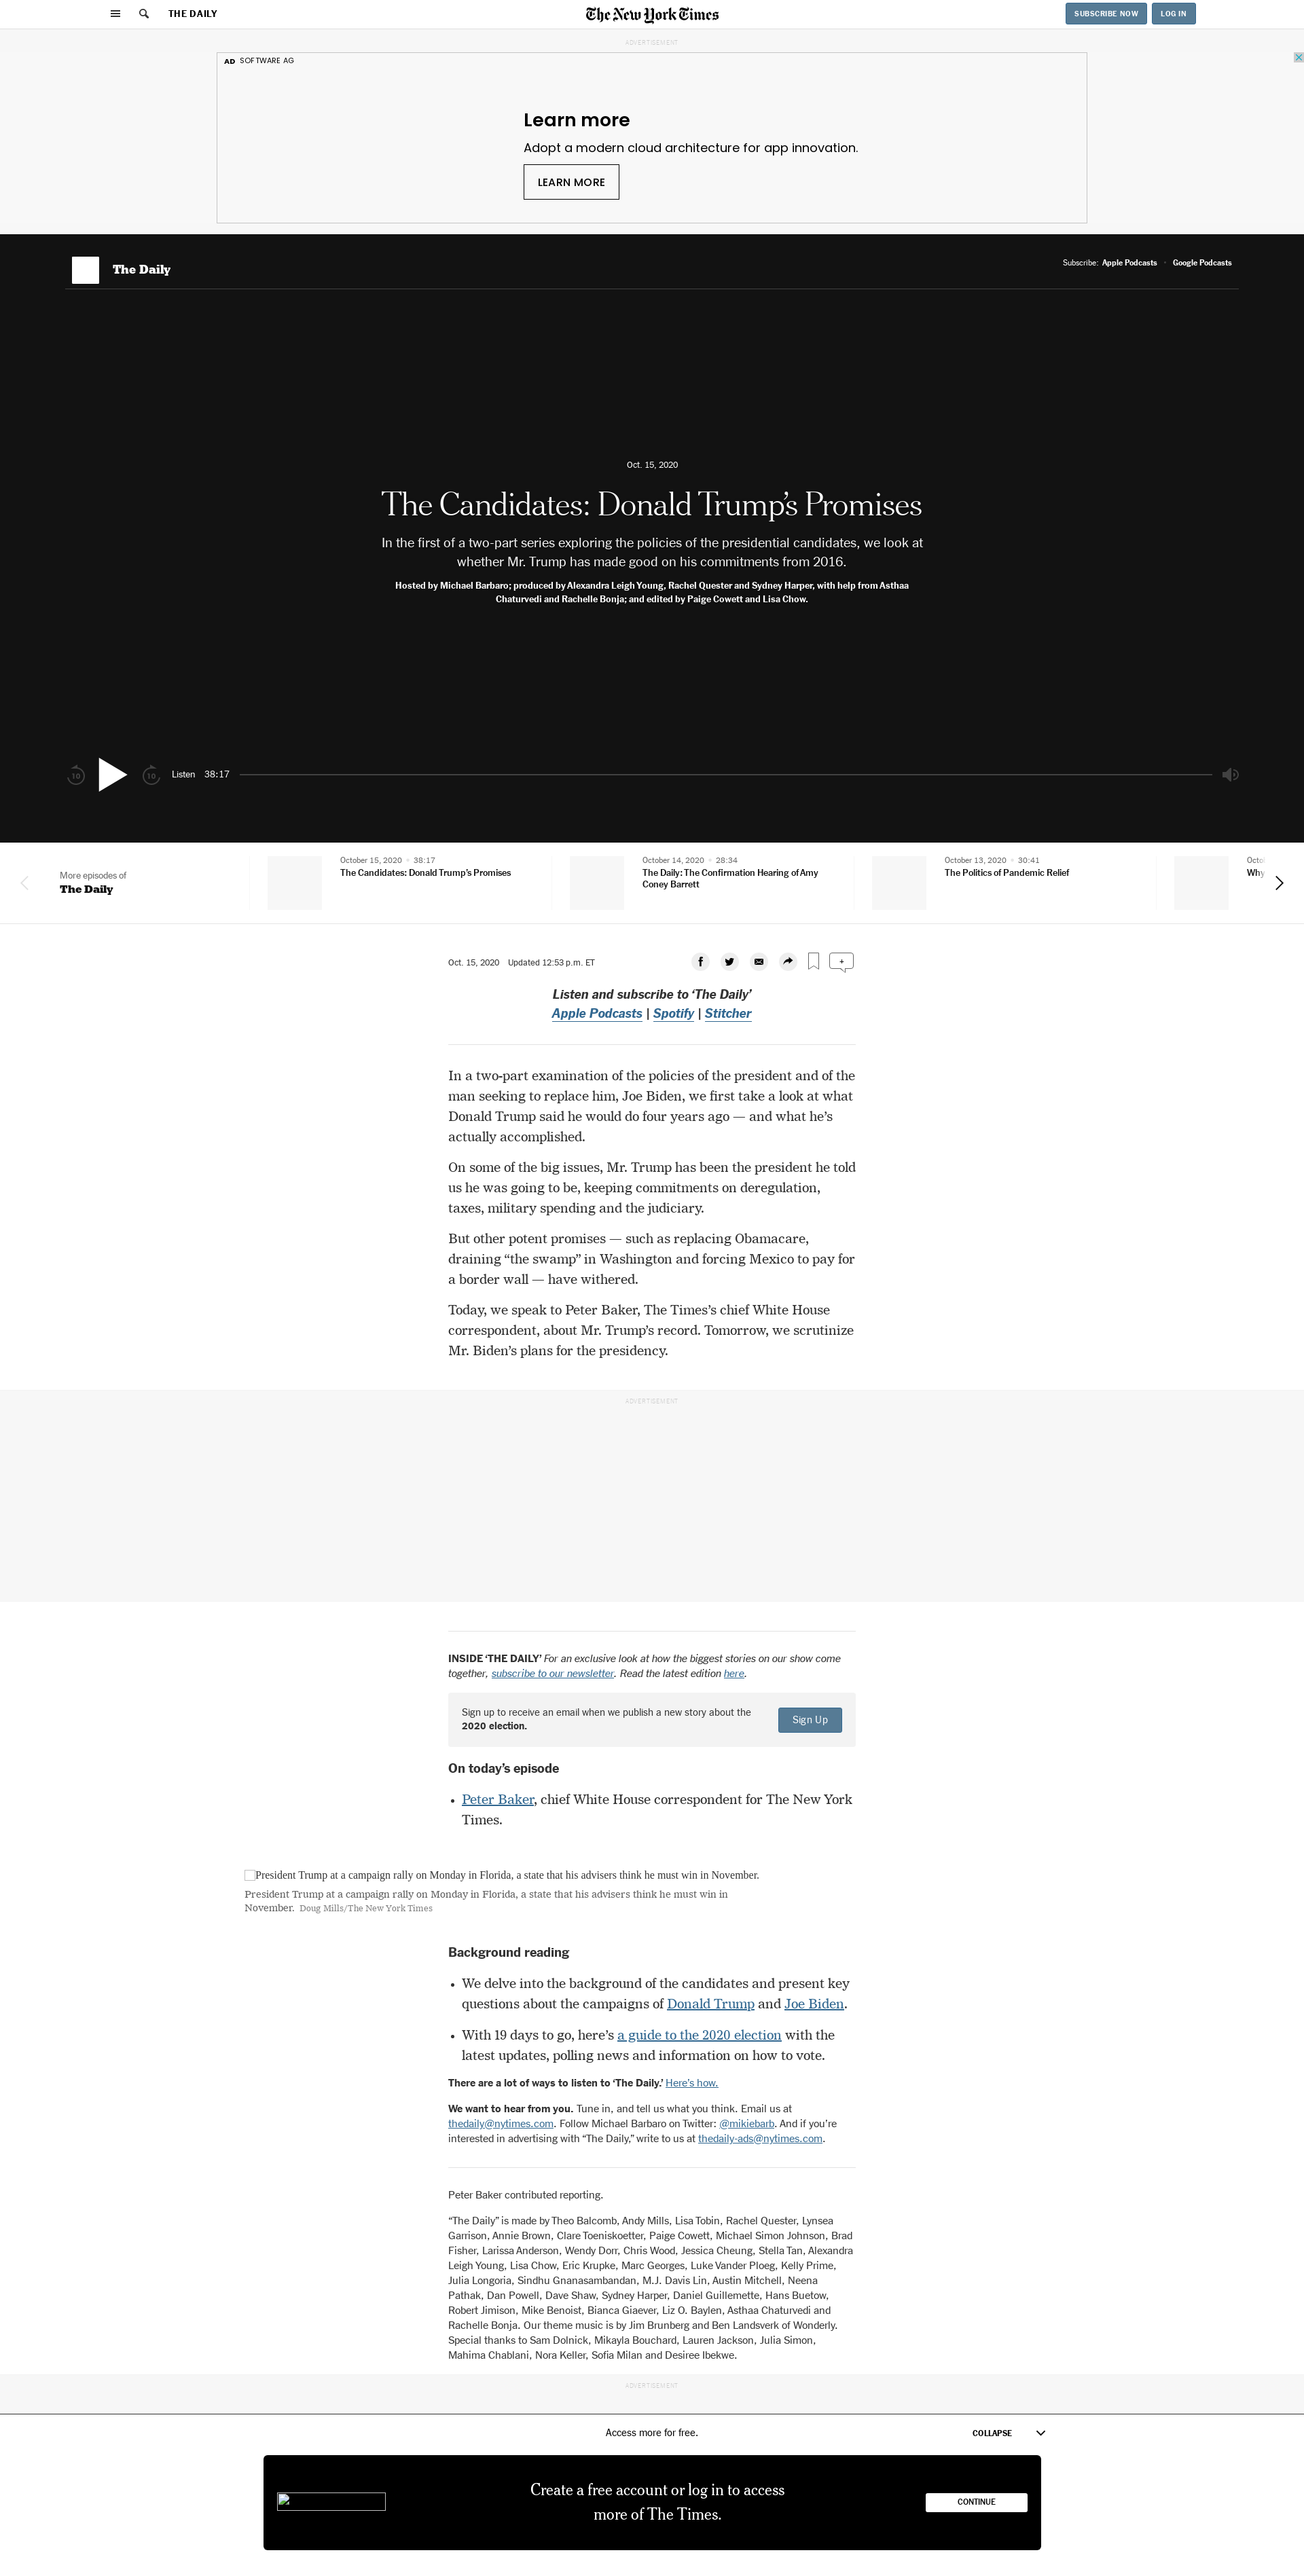 THE DAILY
The New York Times
SUBSCRIBE NOW
LOG IN
ADVERTISEMENT
AD SOFTWARE AG
Learn more
Adopt a modern cloud architecture for app innovation.
LEARN MORE
The Daily
Subscribe: Apple Podcasts • Google Podcasts
Oct. 15, 2020
The Candidates: Donald Trump’s Promises
In the first of a two-part series exploring the policies of the presidential candidates, we look at
whether Mr. Trump has made good on his commitments from 2016.
Hosted by Michael Barbaro; produced by Alexandra Leigh Young, Rachel Quester and Sydney Harper, with help from Asthaa
Chaturvedi and Rachelle Bonja; and edited by Paige Cowett and Lisa Chow.
10
10
Listen 38:17
More episodes of
The Daily
October 15, 2020 • 38:17
The Candidates: Donald Trump’s Promises
October 14, 2020 • 28:34
The Daily: The Confirmation Hearing of Amy
Coney Barrett
October 13, 2020 • 30:41
The Politics of Pandemic Relief
Octo
Why
Oct. 15, 2020 Updated 12:53 p.m. ET
+
Listen and subscribe to ‘The Daily’
Apple Podcasts | Spotify | Stitcher
In a two-part examination of the policies of the president and of the
man seeking to replace him, Joe Biden, we first take a look at what
Donald Trump said he would do four years ago — and what he’s
actually accomplished.
On some of the big issues, Mr. Trump has been the president he told
us he was going to be, keeping commitments on deregulation,
taxes, military spending and the judiciary.
But other potent promises — such as replacing Obamacare,
draining “the swamp” in Washington and forcing Mexico to pay for
a border wall — have withered.
Today, we speak to Peter Baker, The Times’s chief White House
correspondent, about Mr. Trump’s record. Tomorrow, we scrutinize
Mr. Biden’s plans for the presidency.
ADVERTISEMENT
INSIDE ‘THE DAILY’ For an exclusive look at how the biggest stories on our show come
together, subscribe to our newsletter. Read the latest edition here.
Sign up to receive an email when we publish a new story about the
2020 election.
Sign Up
On today’s episode
• Peter Baker, chief White House correspondent for The New York
Times.
President Trump at a campaign rally on Monday in Florida, a state that his advisers think he must win in November.
President Trump at a campaign rally on Monday in Florida, a state that his advisers think he must win in
November. Doug Mills/The New York Times
Background reading
• We delve into the background of the candidates and present key
questions about the campaigns of Donald Trump and Joe Biden.
• With 19 days to go, here’s a guide to the 2020 election with the
latest updates, polling news and information on how to vote.
There are a lot of ways to listen to ‘The Daily.’ Here’s how.
We want to hear from you. Tune in, and tell us what you think. Email us at
thedaily@nytimes.com. Follow Michael Barbaro on Twitter: @mikiebarb. And if you’re
interested in advertising with “The Daily,” write to us at thedaily-ads@nytimes.com.
Peter Baker contributed reporting.
“The Daily” is made by Theo Balcomb, Andy Mills, Lisa Tobin, Rachel Quester, Lynsea
Garrison, Annie Brown, Clare Toeniskoetter, Paige Cowett, Michael Simon Johnson, Brad
Fisher, Larissa Anderson, Wendy Dorr, Chris Wood, Jessica Cheung, Stella Tan, Alexandra
Leigh Young, Lisa Chow, Eric Krupke, Marc Georges, Luke Vander Ploeg, Kelly Prime,
Julia Longoria, Sindhu Gnanasambandan, M.J. Davis Lin, Austin Mitchell, Neena
Pathak, Dan Powell, Dave Shaw, Sydney Harper, Daniel Guillemette, Hans Buetow,
Robert Jimison, Mike Benoist, Bianca Giaever, Liz O. Baylen, Asthaa Chaturvedi and
Rachelle Bonja. Our theme music is by Jim Brunberg and Ben Landsverk of Wonderly.
Special thanks to Sam Dolnick, Mikayla Bouchard, Lauren Jackson, Julia Simon,
Mahima Chablani, Nora Keller, Sofia Milan and Desiree Ibekwe.
ADVERTISEMENT
Access more for free.
COLLAPSE
Create a free account or log in to access
more of The Times.
CONTINUE